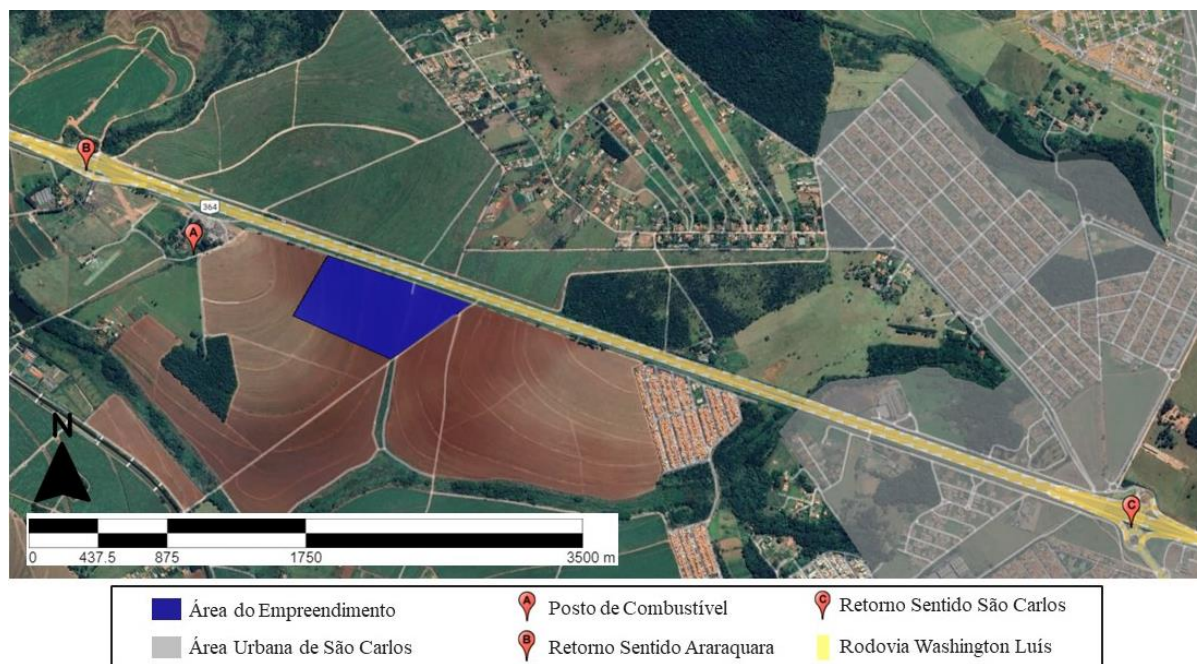 B
364
A
C
N
0 437.5 875 1750 3500 m
Área do Empreendimento
A Posto de Combustível
C Retorno Sentido São Carlos
Área Urbana de São Carlos
B Retorno Sentido Araraquara
Rodovia Washington Luís